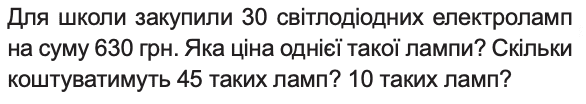 Для школи закупили 30 світлодіодних електроламп
на суму 630 грн. Яка ціна однієї такої лампи? Скільки
коштуватимуть 45 таких ламп? 10 таких ламп?